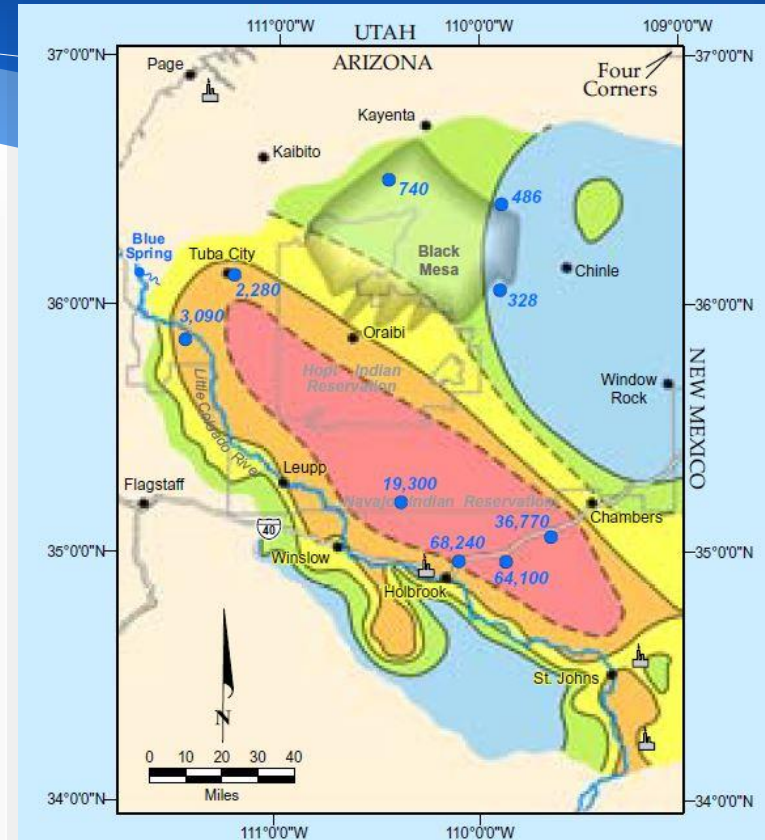 111°0'0"W
110°0'0"W
109°0'0"W
UTAH
37°0'0"N
37°0'0"N
ARIZONA
Page
Four
Corners
Kayenta
Kaibito
740
486
Blue
Spring
Tuba City
Black
Mesa
Chinle
2,280
328
36°0'0"N
36°0'0"N
3,090
Oraibi
Hopi Indian
Reservation
Window
Rock
NEW MEXICO
Little Colorado River
Leupp
Flagstaff
19,300
Navajo Indian Reservation
Chambers
40
36,770
68,240
35°0'0"N
35°0'0"N
Winslow
64,100
Holbrook
St. Johns
N
0 10 20 30 40
Miles
34°0'0"N
34°0'0"N
111°0'0"W
110°0'0"W